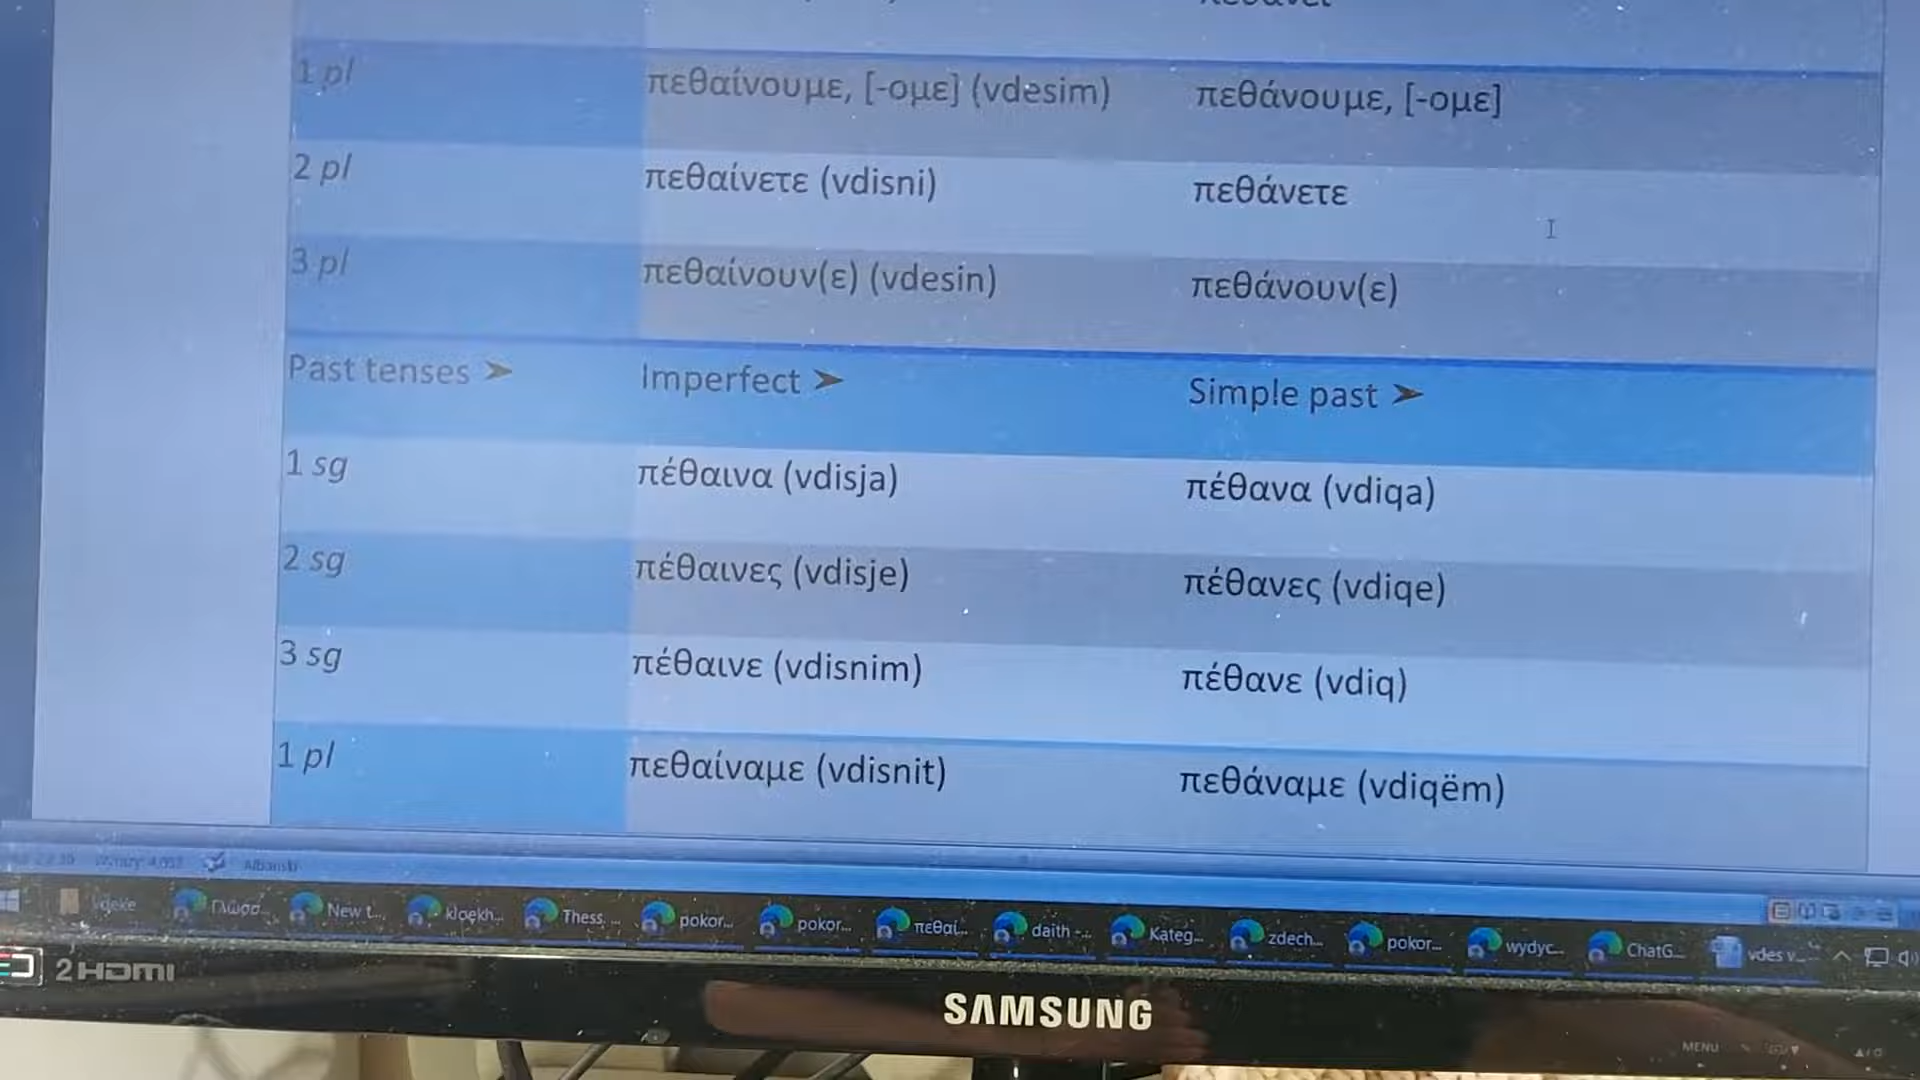 1 pl πεθαίνουμε, [-ομε] (vdesim) πεθάνουμε, [-ομε]
2 pl πεθαίνετε (vdisni) πεθάνετε
3 pl πεθαίνουν(ε) (vdesin) πεθάνουν(ε)
Past tenses ➤ Imperfect ➤ Simple past ➤
1 sg πέθαινα (vdisja) πέθανα (vdiqa)
2 sg πέθαινες (vdisje) πέθανες (vdiqe)
3 sg πέθαινε (vdisnim) πέθανε (vdiq)
1 pl πεθαίναμε (vdisnit) πεθάναμε (vdiqëm)
Albański
vdekje Γλώσσ... New t... kloekh... Thess. ... pokor... pokor... πεθαί... daith -... Kateg... zdech... pokor... wydyc... ChatG... vdes v...
2 HDMI
SAMSUNG
MENU